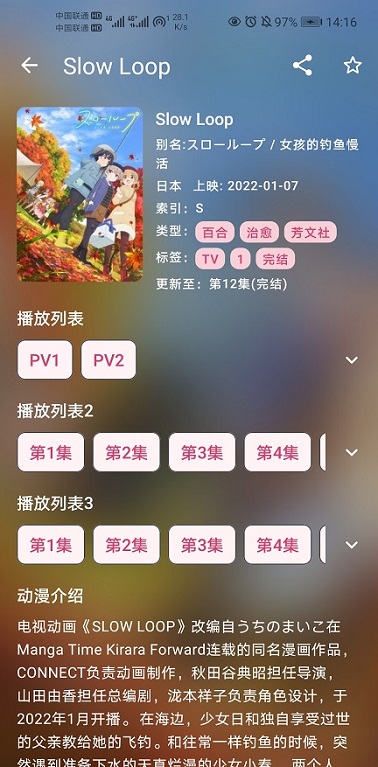 中国联通 HD
中国联通 HD
4G
4G
1
28.1
K/s
97%
14:16
Slow Loop
スローループ
Slow Loop
别名:スローループ / 女孩的钓鱼慢
活
日本 上映: 2022-01-07
索引: S
类型: 百合 治愈 芳文社
标签: TV 1 完结
更新至: 第12集(完结)
播放列表
PV1 PV2
播放列表2
第1集 第2集 第3集 第4集
播放列表3
第1集 第2集 第3集 第4集
动漫介绍
电视动画《SLOW LOOP》改编自うちのまいこ在
Manga Time Kirara Forward连载的同名漫画作品，
CONNECT负责动画制作，秋田谷典昭担任导演，
山田由香担任总编剧，泷本祥子负责角色设计，于
2022年1月开播。在海边，少女日和独自享受过世
的父亲教给她的飞钓。和往常一样钓鱼的时候，突
然遇到准备下水的天真烂漫的少女小春 两个人